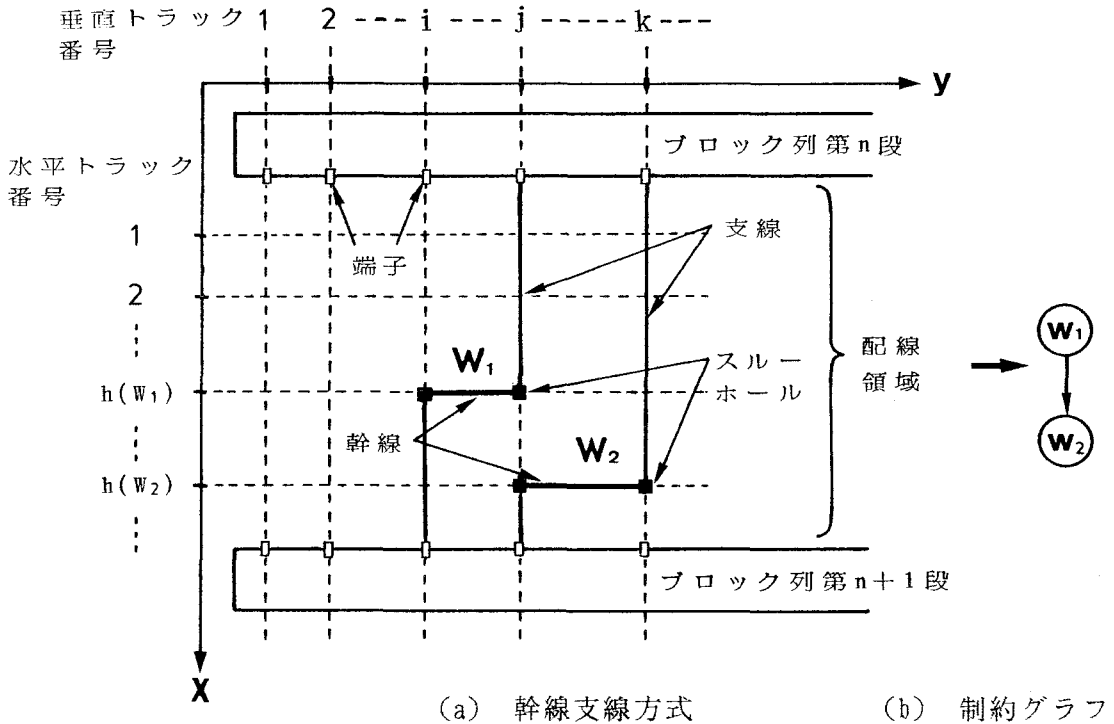 垂直トラック 1 2 ---- i ---- j ---- k ----
番号
y
ブロック列第n段
水平トラック
番号
1
端子
支線
2
W₁
スルー
ホール
配線
領域
h(W₁)
幹線
W₂
h(W₂)
ブロック列第n+1段
X
W₁
W₂
(a) 幹線支線方式
(b) 制約グラフ